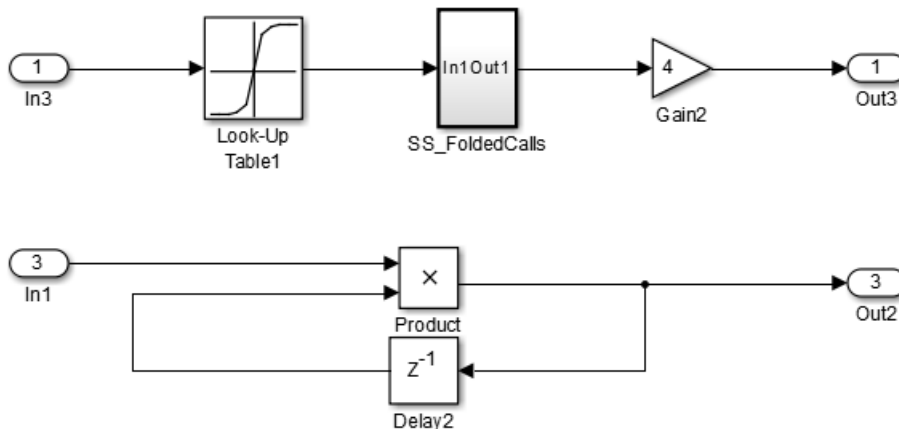 1
In3
Look-Up
Table1
In1Out1
SS_FoldedCalls
4
Gain2
1
Out3
3
In1
×
Product
Z-1
Delay2
3
Out2